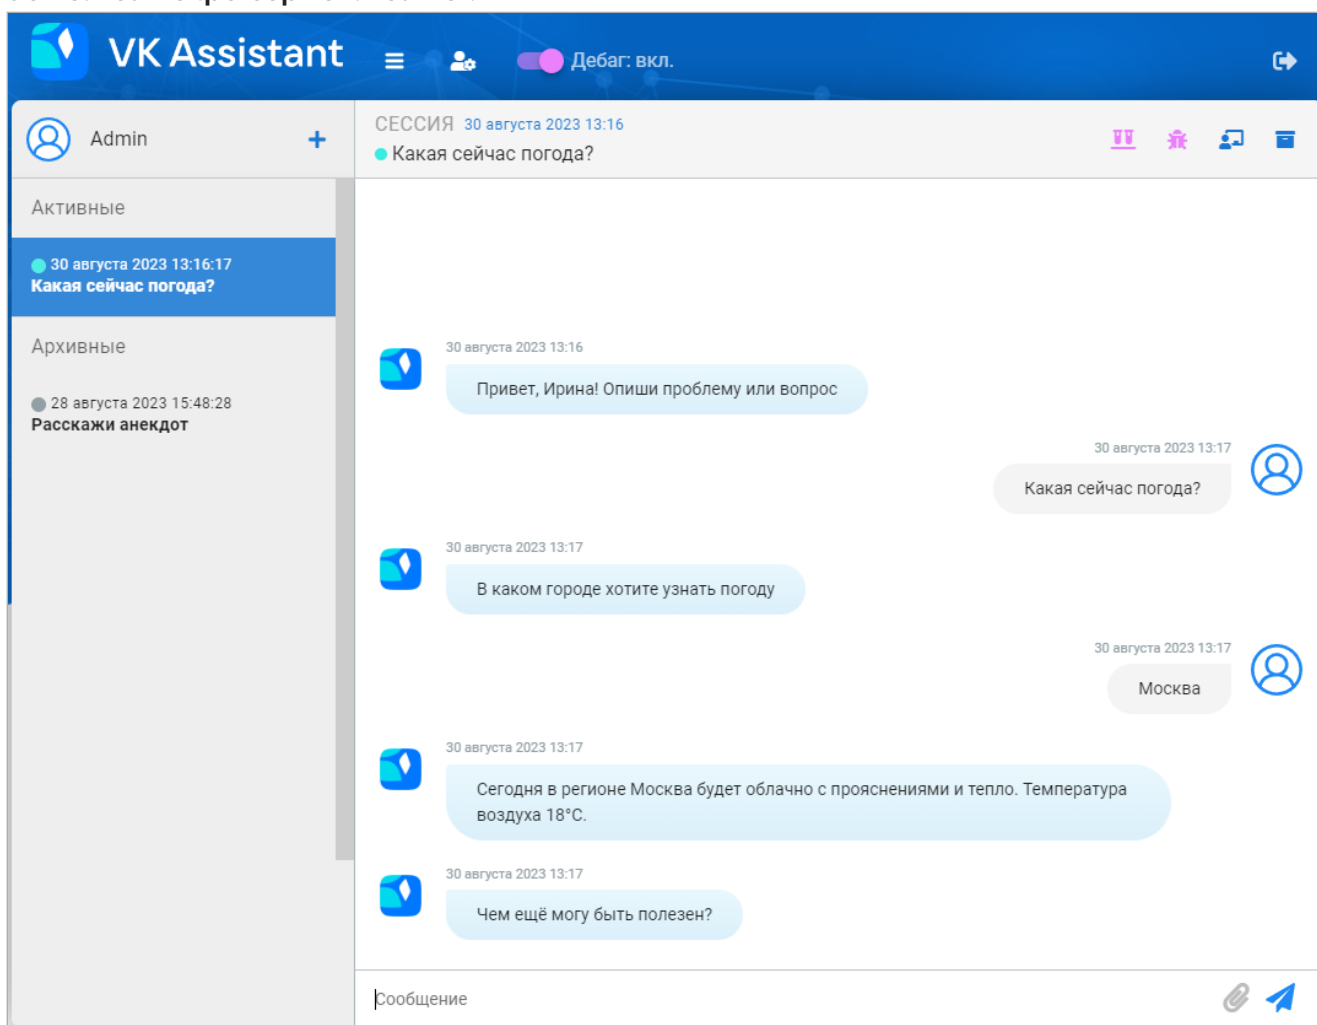 VK Assistant
Дебаг: вкл.
Admin
+
СЕССИЯ 30 августа 2023 13:16
Какая сейчас погода?
Активные
30 августа 2023 13:16:17
Какая сейчас погода?
Архивные
28 августа 2023 15:48:28
Расскажи анекдот
30 августа 2023 13:16
Привет, Ирина! Опиши проблему или вопрос
30 августа 2023 13:17
Какая сейчас погода?
30 августа 2023 13:17
В каком городе хотите узнать погоду
30 августа 2023 13:17
Москва
30 августа 2023 13:17
Сегодня в регионе Москва будет облачно с прояснениями и тепло. Температура
воздуха 18°C.
30 августа 2023 13:17
Чем ещё могу быть полезен?
Сообщение